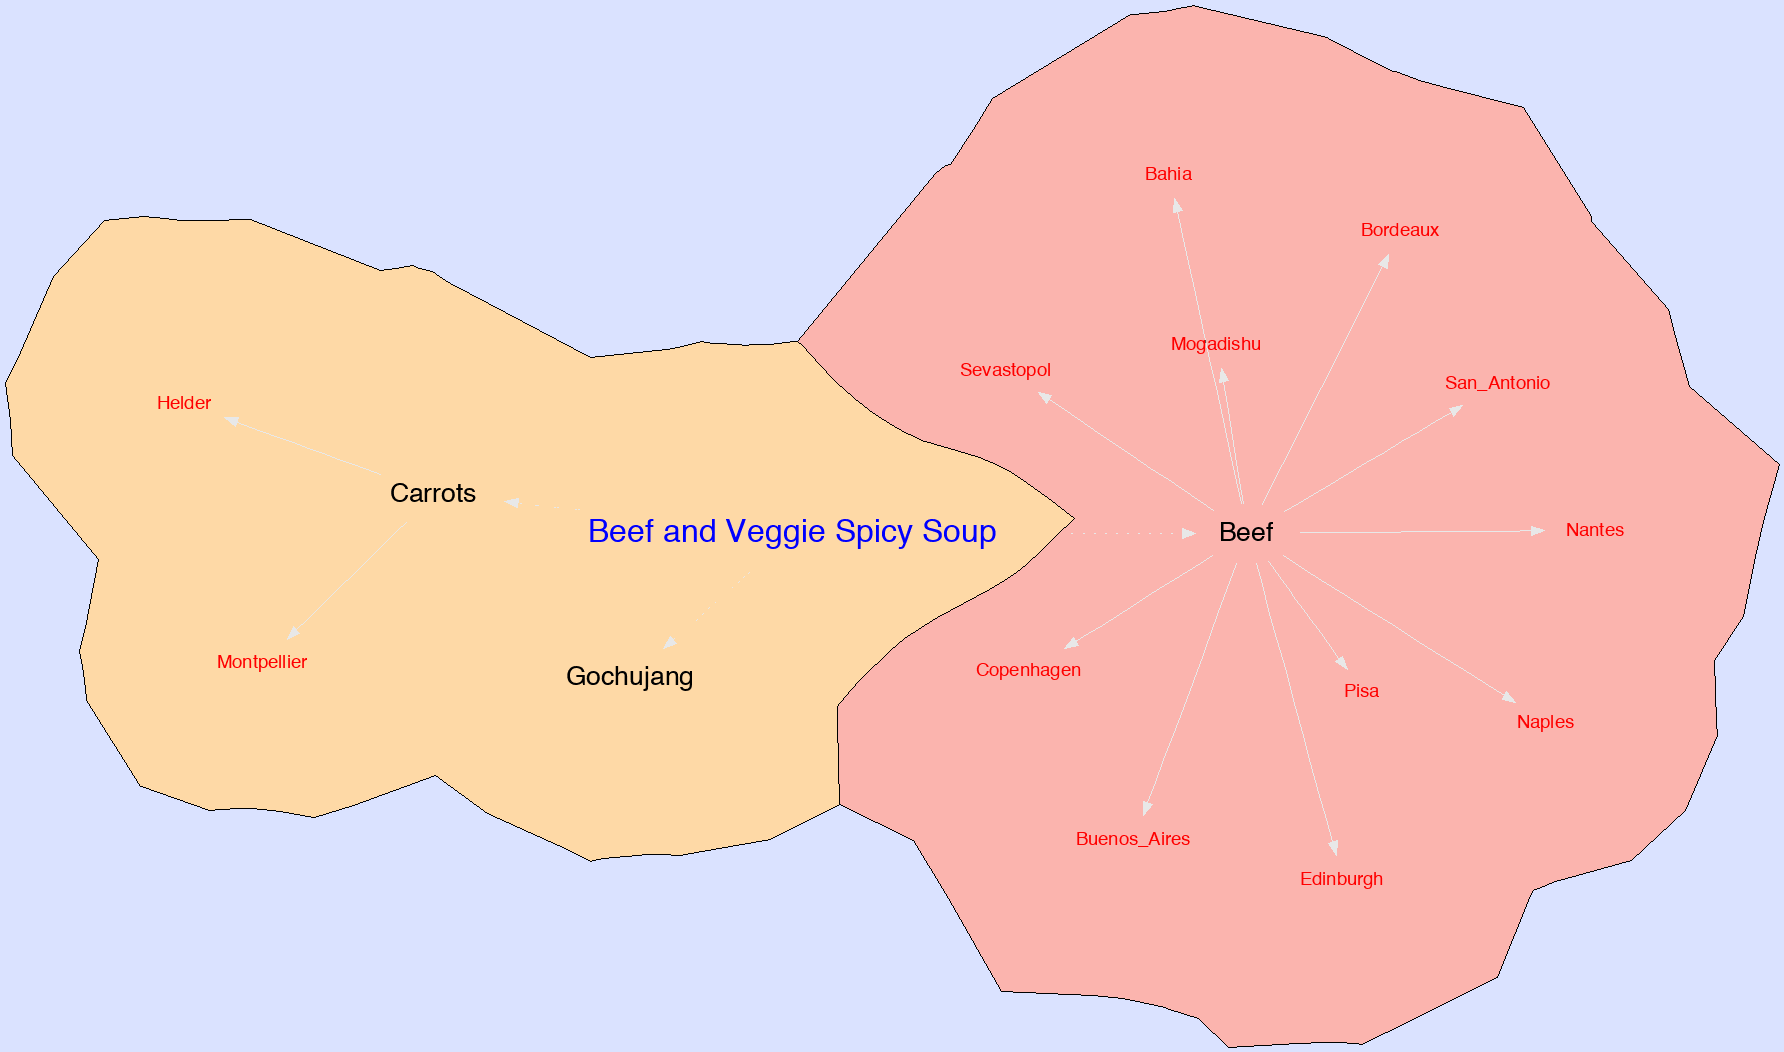 Bahia
Bordeaux
Mogadishu
Sevastopol
San_Antonio
Helder
Carrots
Beef and Veggie Spicy Soup
Beef
Nantes
Montpellier
Gochujang
Copenhagen
Pisa
Naples
Buenos_Aires
Edinburgh